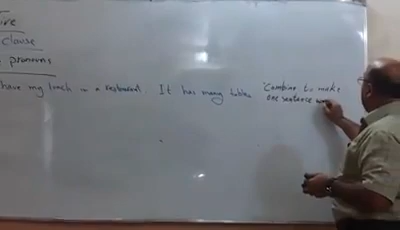 clause
pronouns
have my lunch in a restaurant. It has many tables "Combine to make
one sentence